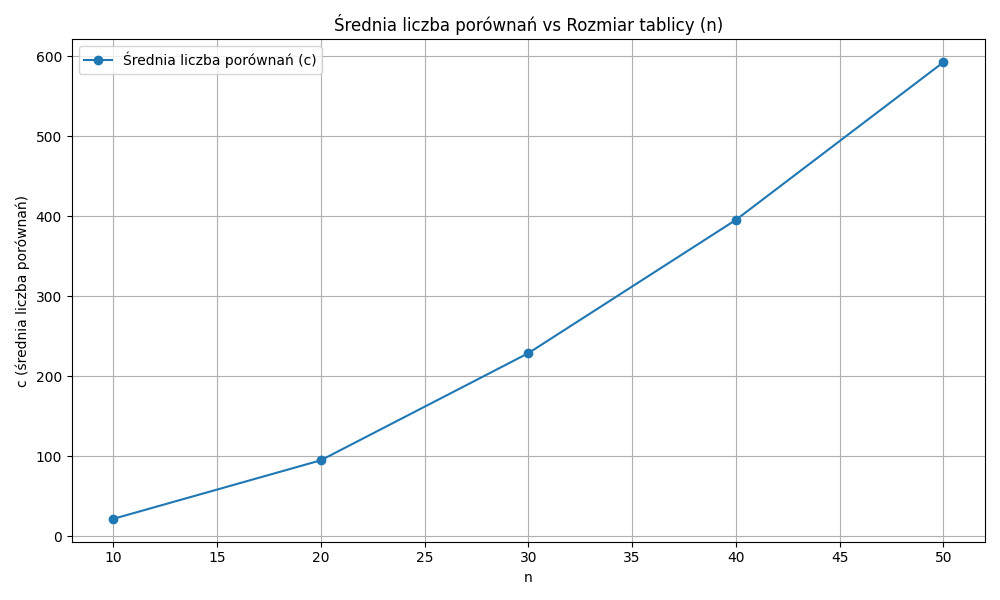 Średnia liczba porównań vs Rozmiar tablicy (n)
Średnia liczba porównań (c)
c (średnia liczba porównań)
600
500
400
300
200
100
0
10 15 20 25 30 35 40 45 50
n